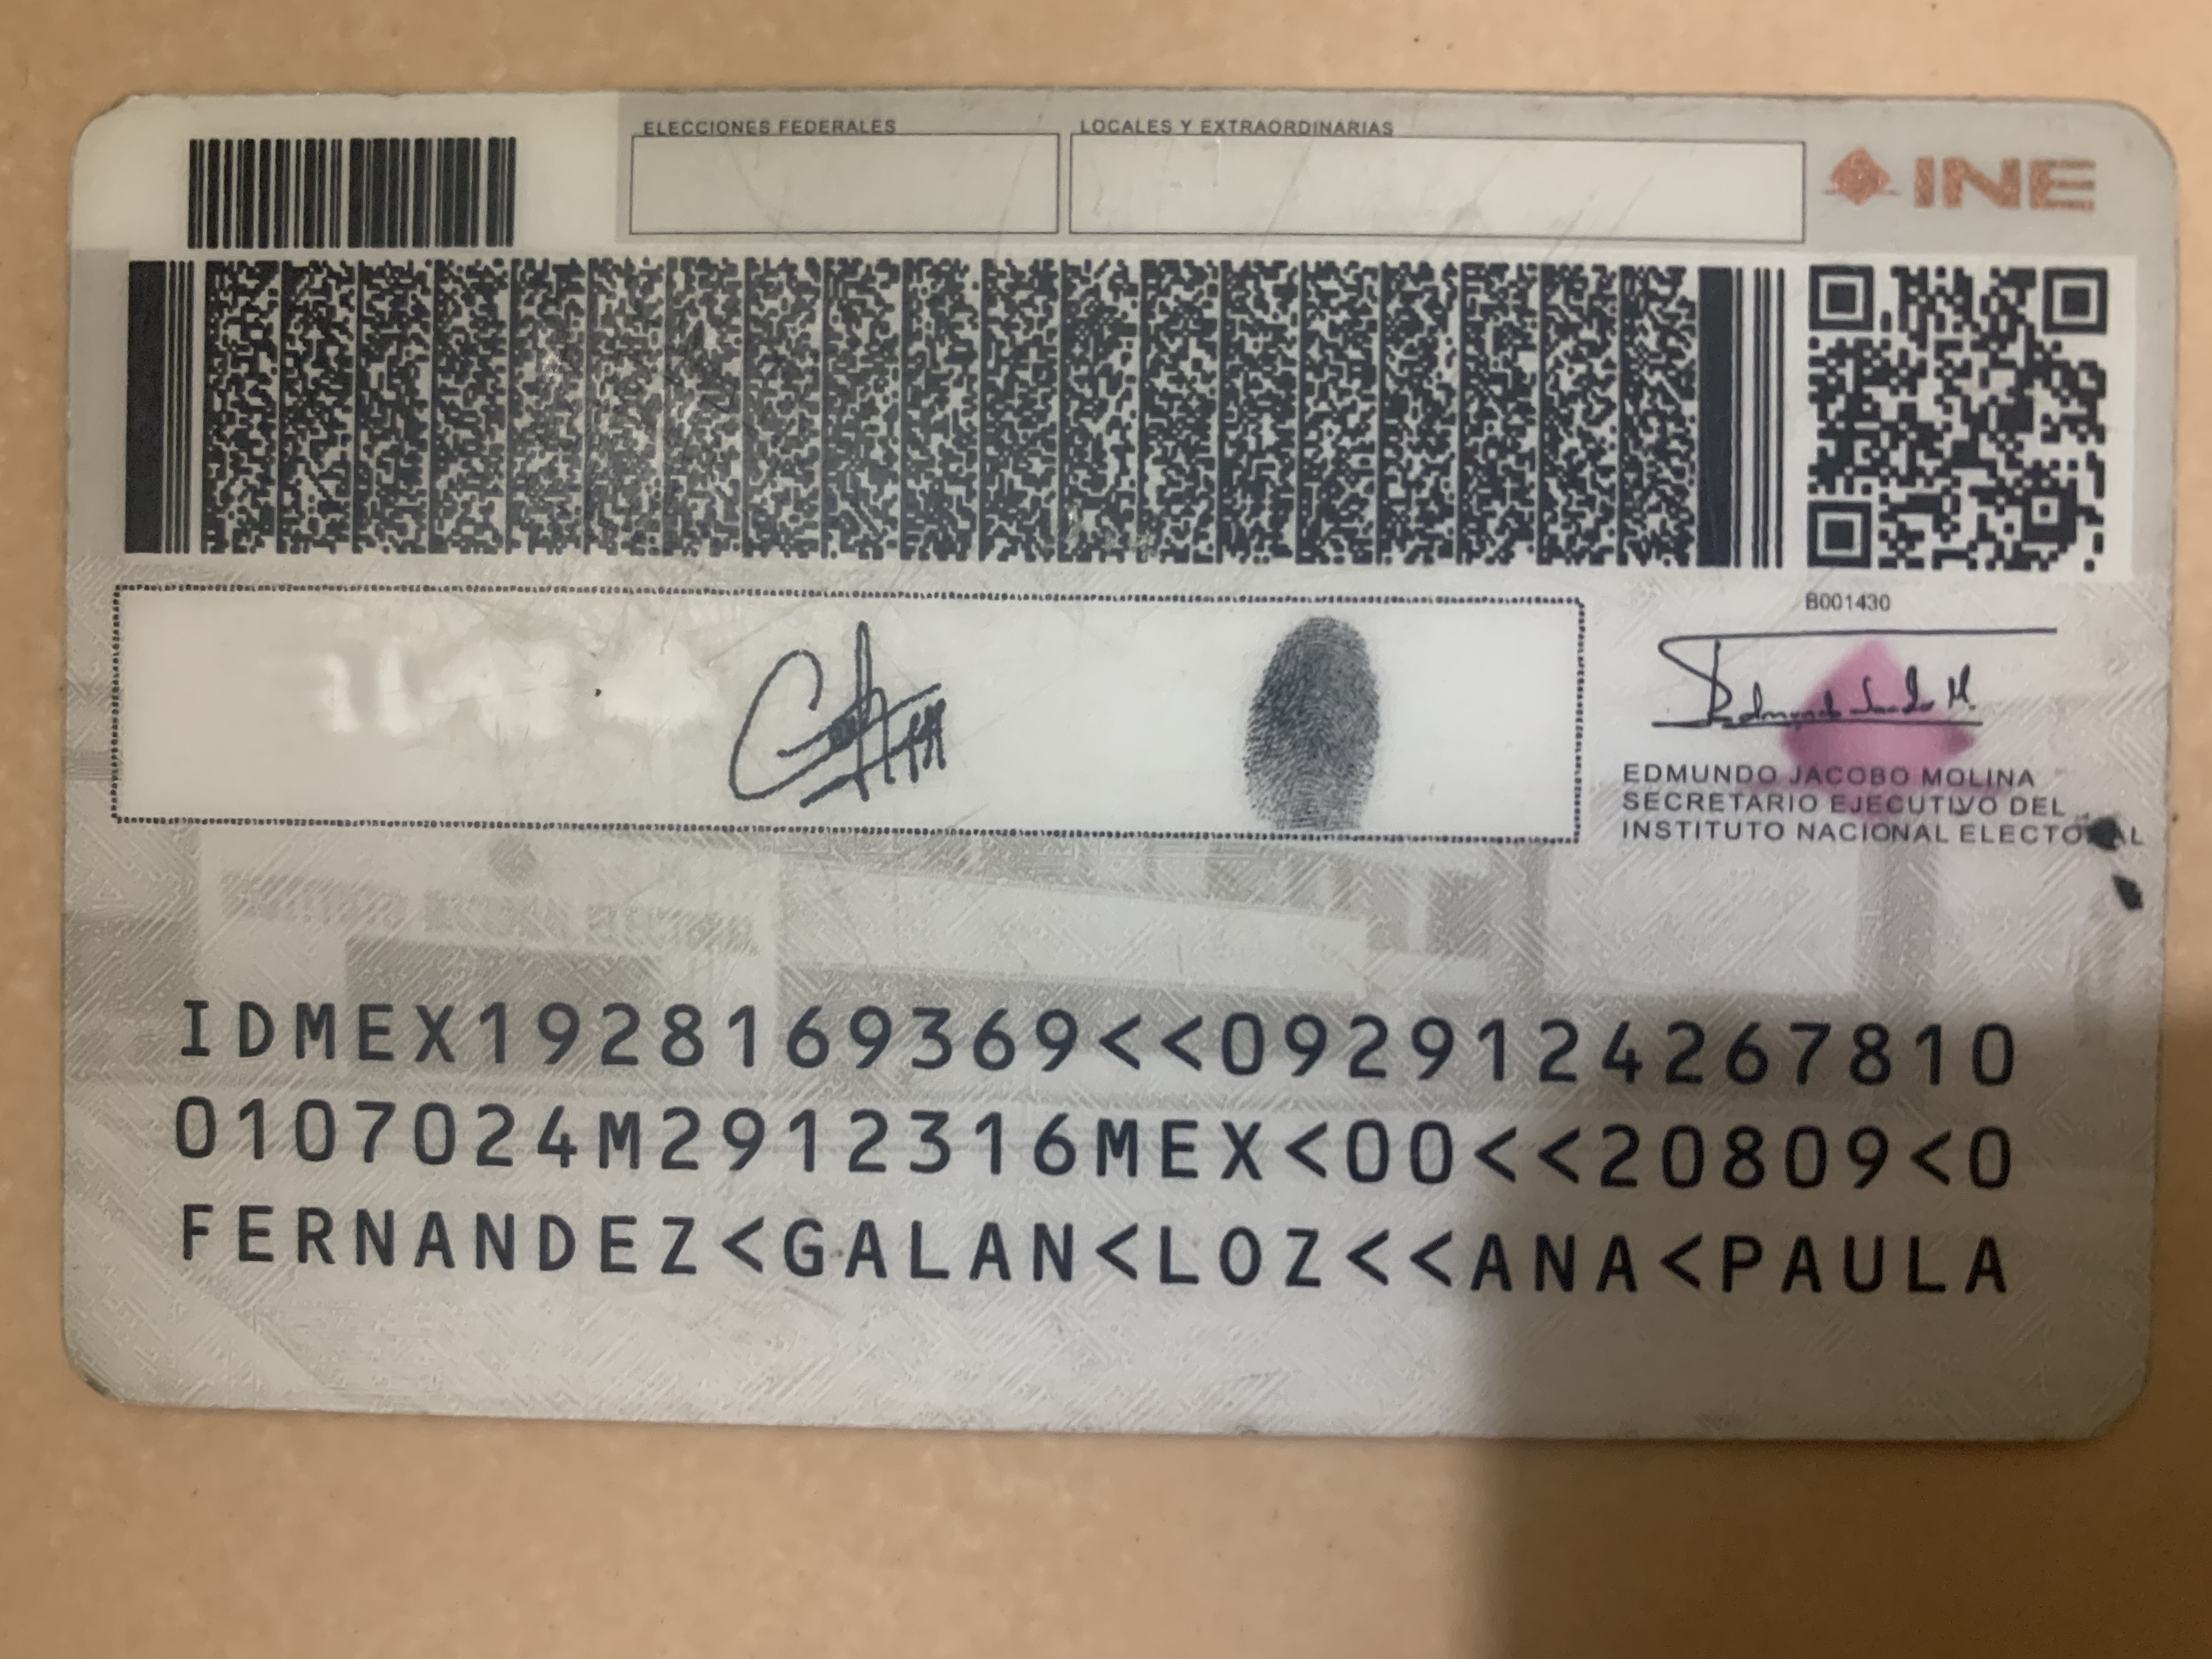 ELECCIONES FEDERALES
LOCALES Y EXTRAORDINARIAS
INE
B001430
EDMUNDO JACOBO MOLINA
SECRETARIO EJECUTIVO DEL
INSTITUTO NACIONAL ELECTORAL
IDMEX1928169369<<0929124267810
0107024M2912316MEX<00<<20809<0
FERNANDEZ<GALAN<LOZ<<ANA<PAULA